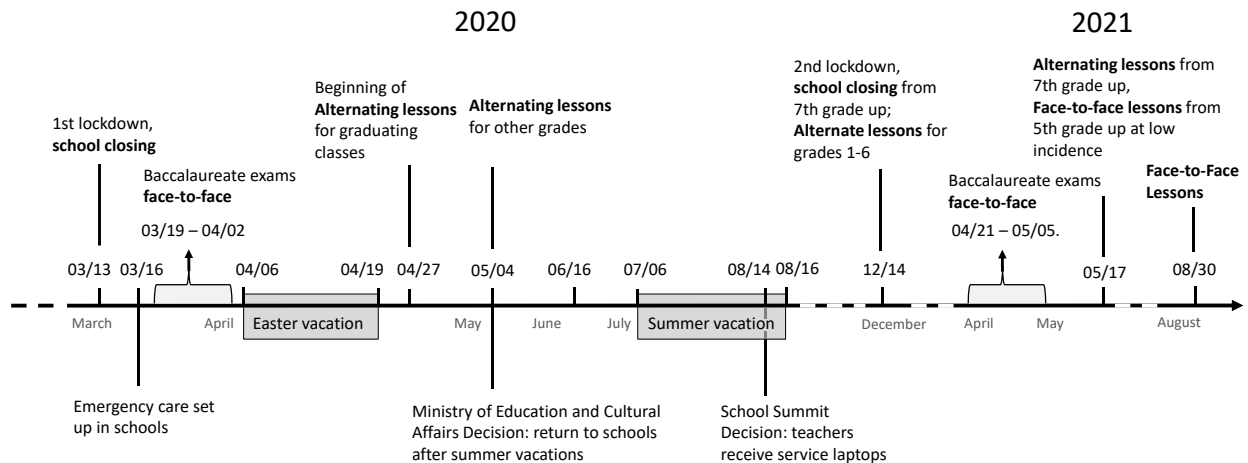 2020
2021
1st lockdown,
school closing
Baccalaureate exams
face-to-face
03/19 – 04/02
Beginning of
Alternating lessons
for graduating
classes
Alternating lessons
for other grades
2nd lockdown,
school closing from
7th grade up;
Alternate lessons for
grades 1-6
Baccalaureate exams
face-to-face
04/21 – 05/05.
Alternating lessons from
7th grade up,
Face-to-face lessons from
5th grade up at low
incidence
Face-to-Face
Lessons
03/13 03/16 04/06 04/19 04/27 05/04 06/16 07/06 08/14 08/16 12/14 05/17 08/30
March April May June July December April May August
Easter vacation
Summer vacation
Emergency care set
up in schools
Ministry of Education and Cultural
Affairs Decision: return to schools
after summer vacations
School Summit
Decision: teachers
receive service laptops